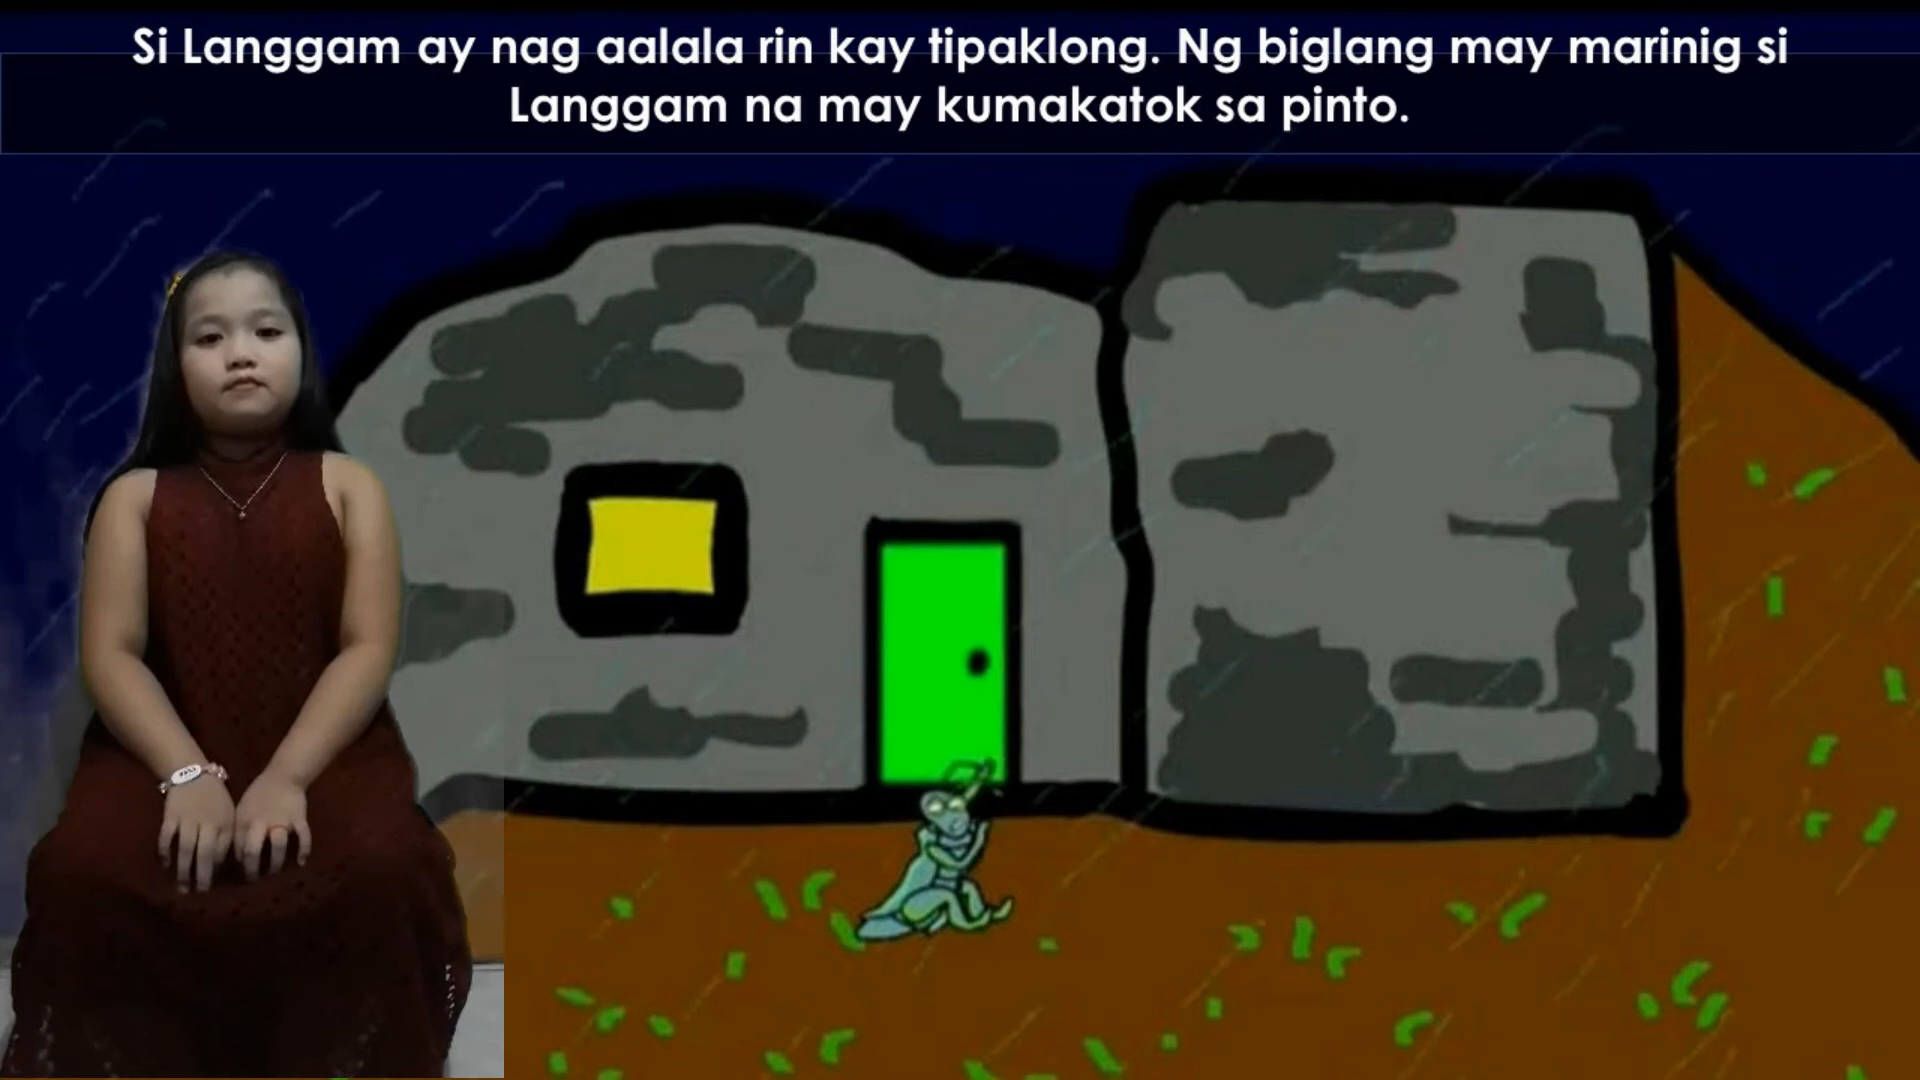 Si Langgam ay nag aalala rin kay tipaklong. Ng biglang may marinig si
Langgam na may kumakatok sa pinto.